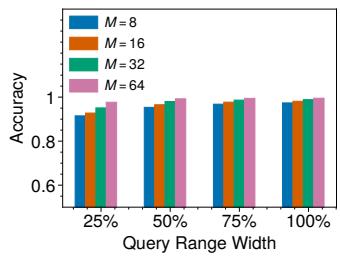 M = 8
M = 16
M = 32
M = 64
Accuracy
1
0.8
0.6
25% 50% 75% 100%
Query Range Width